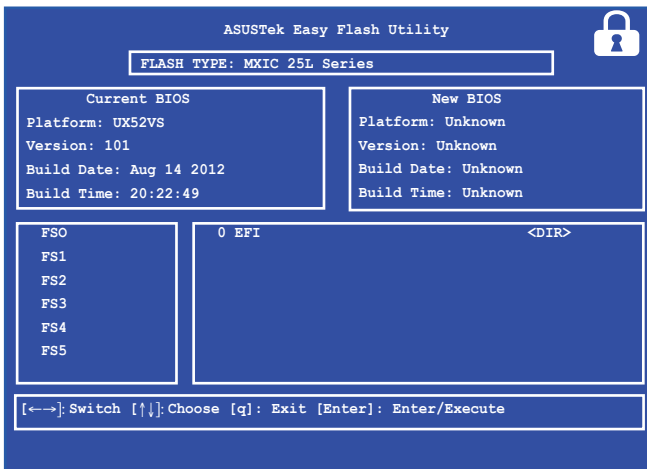 ASUSTek Easy Flash Utility
FLASH TYPE: MXIC 25L Series
Current BIOS
Platform: UX52VS
Version: 101
Build Date: Aug 14 2012
Build Time: 20:22:49
New BIOS
Platform: Unknown
Version: Unknown
Build Date: Unknown
Build Time: Unknown
FSO
FS1
FS2
FS3
FS4
FS5
0 EFI <DIR>
[←→]: Switch [↑↓]: Choose [q]: Exit [Enter]: Enter/Execute